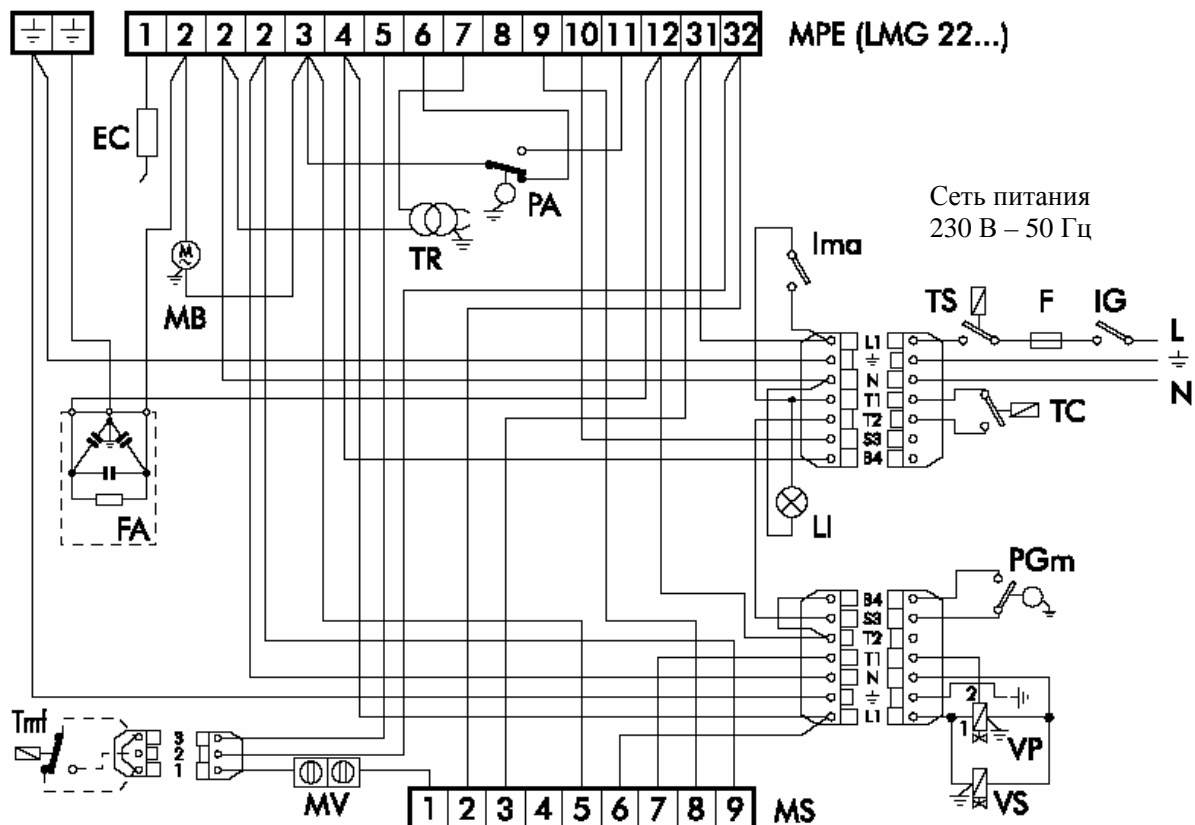 1 2 2 2 3 4 5 6 7 8 9 10 11 12 31 32 MPE (LMG 22...)
EC
PA
TR
M
~
MB
Сеть питания
230 В – 50 Гц
Ima
TS F IG
L
N
L1
N
T1
T2
S3
B4
TC
FA
LI
PGm
B4
S3
T2
T1
N
L1
2
1
VP
VS
Tmf
3
2
1
MV
1 2 3 4 5 6 7 8 9 MS